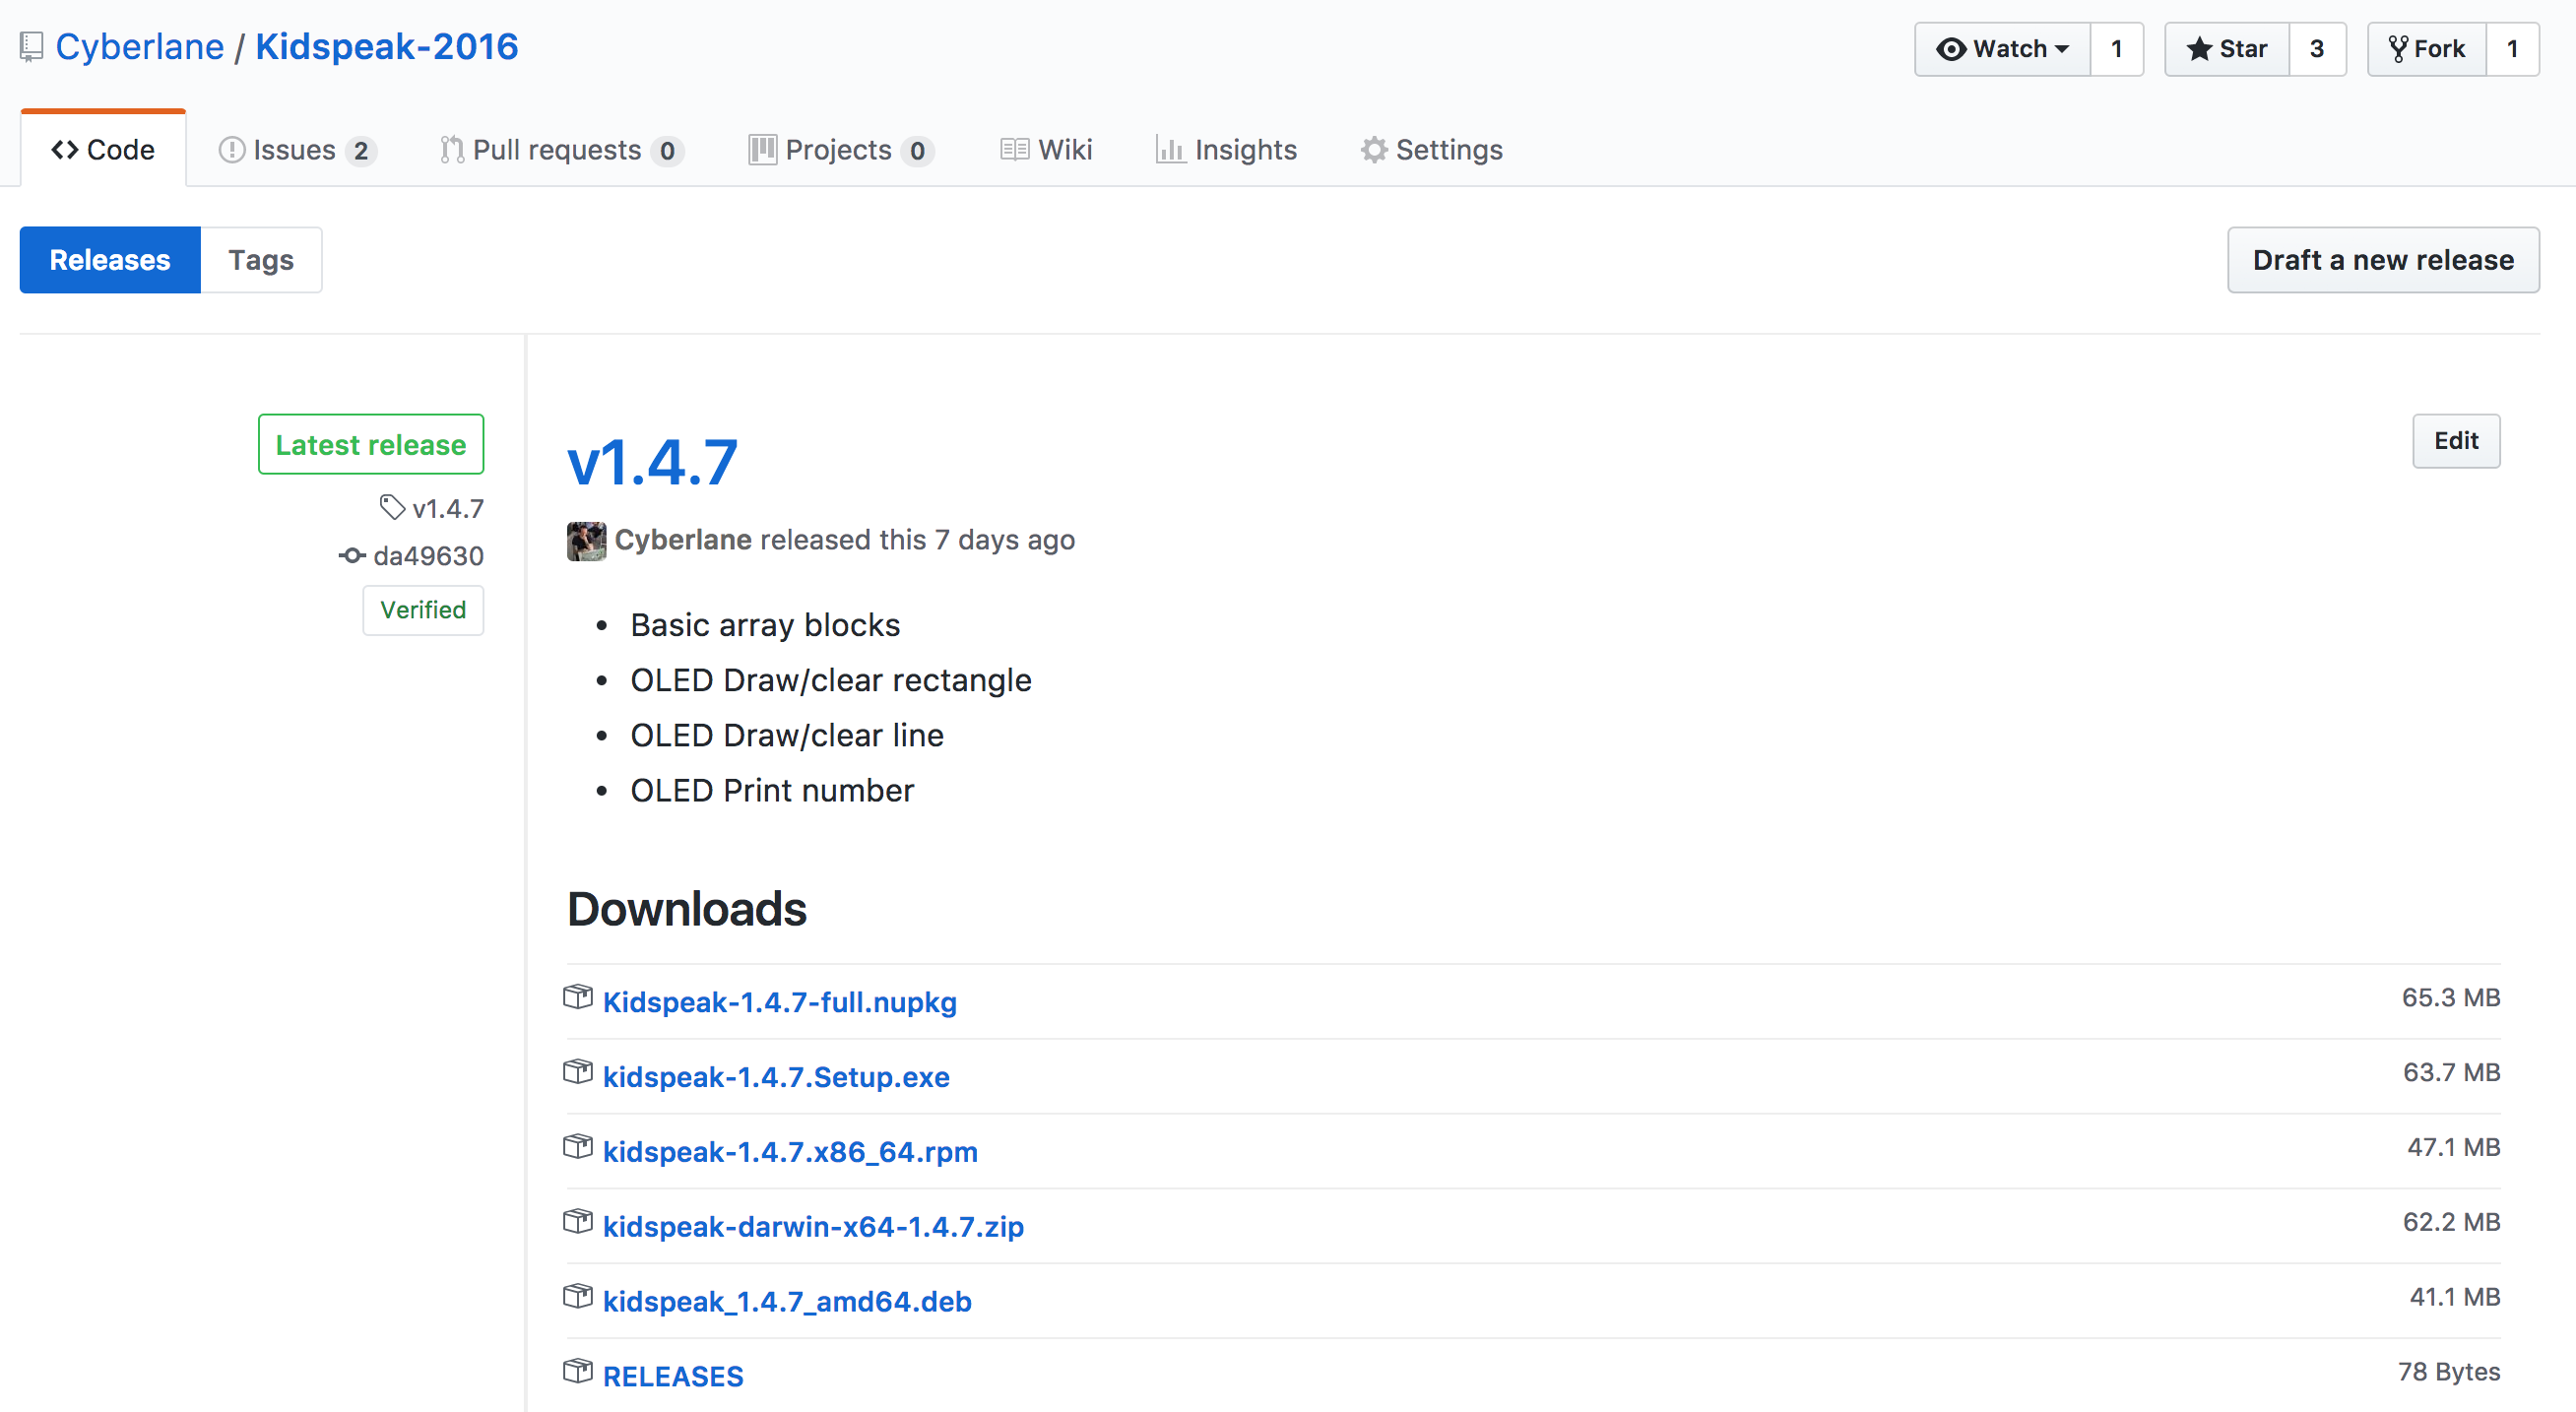 Cyberlane / Kidspeak-2016
Watch 1 Star 3 Fork 1
Code Issues 2 Pull requests 0 Projects 0 Wiki Insights Settings
Releases Tags
Draft a new release
Latest release
v1.4.7
da49630
Verified
v1.4.7
Edit
Cyberlane released this 7 days ago
• Basic array blocks
• OLED Draw/clear rectangle
• OLED Draw/clear line
• OLED Print number
Downloads
Kidspeak-1.4.7-full.nupkg 65.3 MB
kidspeak-1.4.7.Setup.exe 63.7 MB
kidspeak-1.4.7.x86_64.rpm 47.1 MB
kidspeak-darwin-x64-1.4.7.zip 62.2 MB
kidspeak_1.4.7_amd64.deb 41.1 MB
RELEASES 78 Bytes